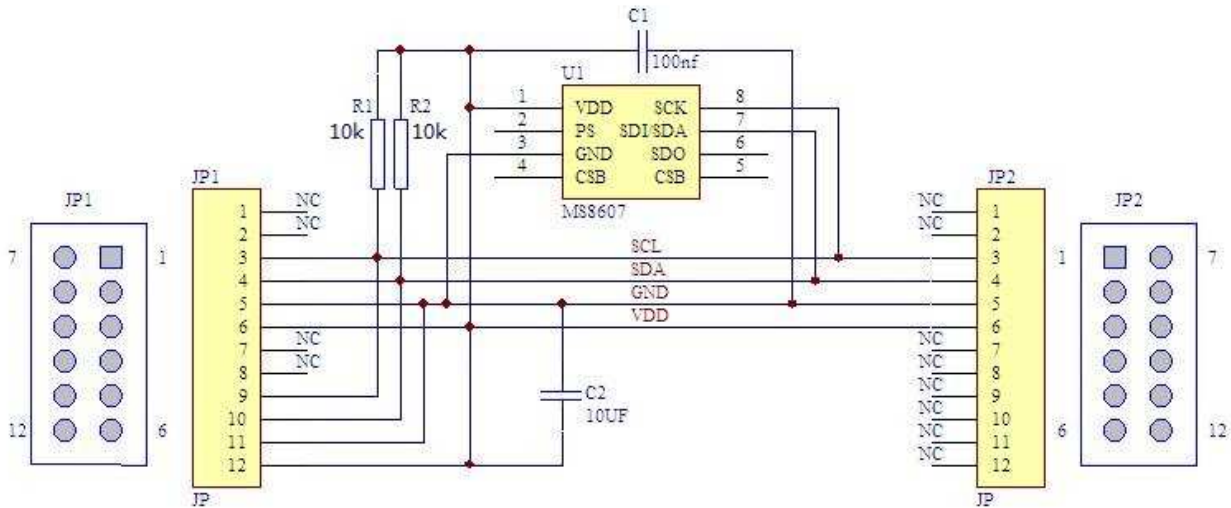 C1
100nf
U1
1 VDD SCK 8
2 PS SDI/SDA 7
3 GND SDO 6
4 CSB CSB 5
MS8607
R1 R2
10k 10k
JP1
7 1
12 6
JP1
1 NC
2 NC
3
4
5
6
7 NC
8 NC
9
10
11
12
JP
SCL
SDA
GND
VDD
C2
10UF
JP2
NC 1
NC 2
3
4
5
6
NC 7
NC 8
NC 9
NC 10
NC 11
NC 12
JP
JP2
1 7
6 12